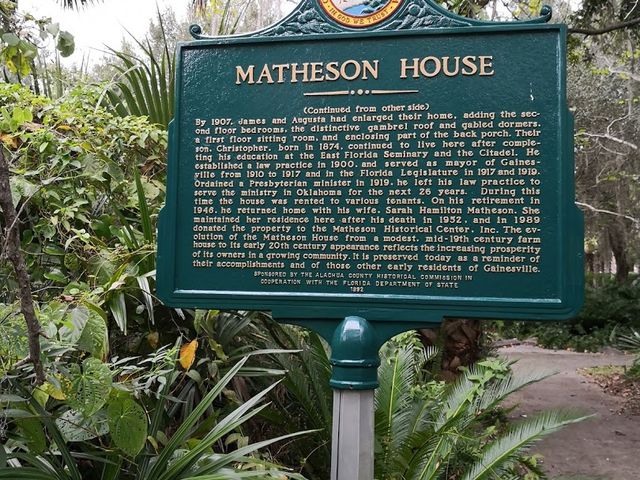 IN GOD WE TRUST
MATHESON HOUSE
(Continued from other side)
By 1907, James and Augusta had enlarged their home, adding the sec-
ond floor bedrooms, the distinctive gambrel roof and gabled dormers,
a first floor sitting room, and enclosing part of the back porch. Their
son, Christopher, born in 1874, continued to live here after comple-
ting his education at the East Florida Seminary and the Citadel. He
established a law practice in 1900, and served as mayor of Gaines-
ville from 1910 to 1917 and in the Florida Legislature in 1917 and 1919.
Ordained a Presbyterian minister in 1919, he left his law practice to
serve the ministry in Oklahoma for the next 26 years. During this
time the house was rented to various tenants. On his retirement in
1946, he returned home with his wife, Sarah Hamilton Matheson. She
maintained her residence here after his death in 1952, and in 1989
donated the property to the Matheson Historical Center, Inc. The ev-
olution of the Matheson House from a modest, mid-19th century farm
house to its early 20th century appearance reflects the increasing prosperity
of its owners in a growing community. It is preserved today as a reminder of
their accomplishments and of those other early residents of Gainesville.
SPONSORED BY THE ALACHUA COUNTY HISTORICAL COMMISSION IN
COOPERATION WITH THE FLORIDA DEPARTMENT OF STATE
1992